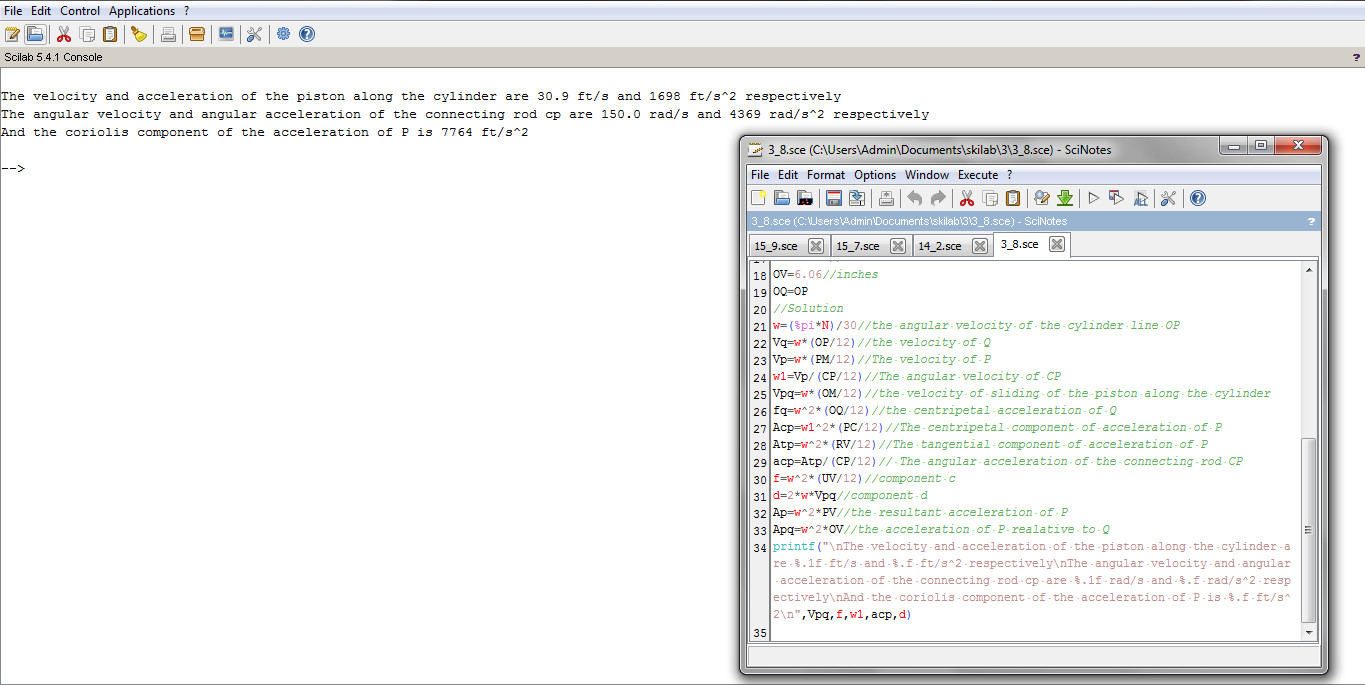 File Edit Control Applications ?
Scilab 5.4.1 Console ?
The velocity and acceleration of the piston along the cylinder are 30.9 ft/s and 1698 ft/s^2 respectively
The angular velocity and angular acceleration of the connecting rod cp are 150.0 rad/s and 4369 rad/s^2 respectively
And the coriolis component of the acceleration of P is 7764 ft/s^2
-->
3_8.sce (C:\Users\Admin\Documents\skilab\3\3_8.sce) - SciNotes
File Edit Format Options Window Execute ?
3_8.sce (C:\Users\Admin\Documents\skilab\3\3_8.sce) - SciNotes ?
15_9.sce 15_7.sce 14_2.sce 3_8.sce
18 OV=6.06//inches
19 OQ=OP
20 //Solution
21 w=(%pi*N)/30//the angular velocity of the cylinder line OP
22 Vq=w*(OP/12)//the velocity of Q
23 Vp=w*(PM/12)//The velocity of P
24 w1=Vp/(CP/12)//The angular velocity of CP
25 Vpq=w*(OM/12)//the velocity of sliding of the piston along the cylinder
26 fq=w^2*(OQ/12)//the centripetal acceleration of Q
27 Acp=w1^2*(PC/12)//The centripetal component of acceleration of P
28 Atp=w^2*(RV/12)//The tangential component of acceleration of P
29 acp=Atp/(CP/12)// The angular acceleration of the connecting rod CP
30 f=w^2*(UV/12)//component c
31 d=2*w*Vpq//component d
32 Ap=w^2*PV//the resultant acceleration of P
33 Apq=w^2*OV//the acceleration of P realative to Q
34 printf("\nThe velocity and acceleration of the piston along the cylinder a
re %.1f ft/s and %.f ft/s^2 respectively\nThe angular velocity and angular
acceleration of the connecting rod cp are %.1f rad/s and %.f rad/s^2 resp
ectively\nAnd the coriolis component of the acceleration of P is %.f ft/s^
2\n",Vpq,f,w1,acp,d)
35